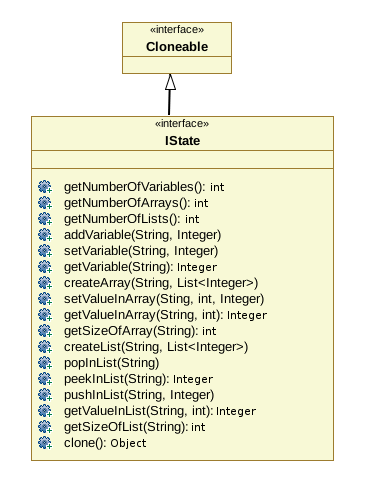 «interface»
Cloneable
«interface»
IState
getNumberOfVariables(): int
getNumberOfArrays(): int
getNumberOfLists(): int
addVariable(String, Integer)
setVariable(String, Integer)
getVariable(String): Integer
createArray(String, List<Integer>)
setValueInArray(Sting, int, Integer)
getValueInArray(String, int): Integer
getSizeOfArray(String): int
createList(String, List<Integer>)
popInList(String)
peekInList(String): Integer
pushInList(String, Integer)
getValueInList(String, int): Integer
getSizeOfList(String): int
clone(): Object